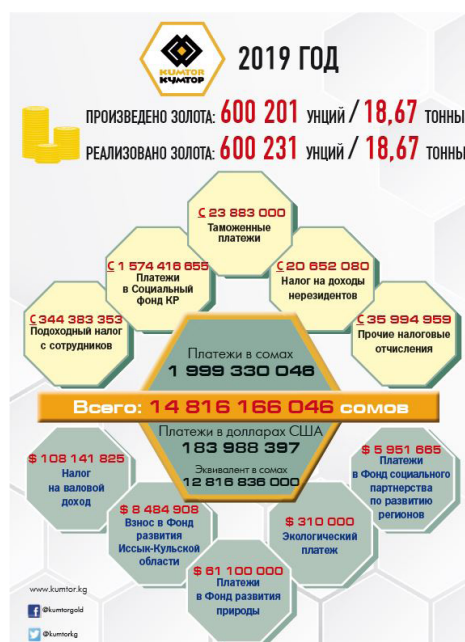 KUMTOR
КУМТОР
2019 ГОД
ПРОИЗВЕДЕНО ЗОЛОТА: 600 201 УНЦИЙ / 18,67 ТОННЫ
РЕАЛИЗОВАНО ЗОЛОТА: 600 231 УНЦИЙ / 18,67 ТОННЫ
С 23 883 000
Таможенные
платежи
С 1 574 416 655
Платежи
в Социальный
фонд КР
С 20 652 080
Налог на доходы
нерезидентов
С 344 383 353
Подоходный налог
с сотрудников
С 35 994 959
Прочие налоговые
отчисления
Платежи в сомах
1 999 330 046
Всего: 14 816 166 046 сомов
Платежи в долларах США
183 988 397
Эквивалент в сомах
12 816 836 000
$ 108 141 825
Налог
на валовой
доход
$ 5 951 665
Платежи
в Фонд социального
партнерства
по развитию
регионов
$ 8 484 908
Взнос в Фонд
развития
Иссык-Кульской
области
$ 310 000
Экологический
платеж
$ 61 100 000
Платежи
в Фонд развития
природы
www.kumtor.kg
@kumtorgold
@kumtorkg